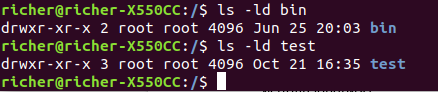 richer@richer-X550CC:/$ ls -ld bin
drwxr-xr-x 2 root root 4096 Jun 25 20:03 bin
richer@richer-X550CC:/$ ls -ld test
drwxr-xr-x 3 root root 4096 Oct 21 16:35 test
richer@richer-X550CC:/$